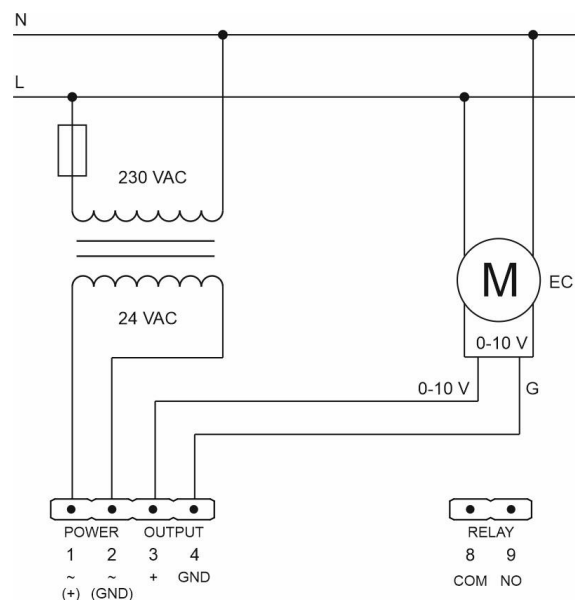 N
L
230 VAC
24 VAC
M
EC
0-10 V
0-10 V
G
POWER OUTPUT
1 2 3 4
~ ~ + GND
(+) (GND)
RELAY
8 9
COM NO